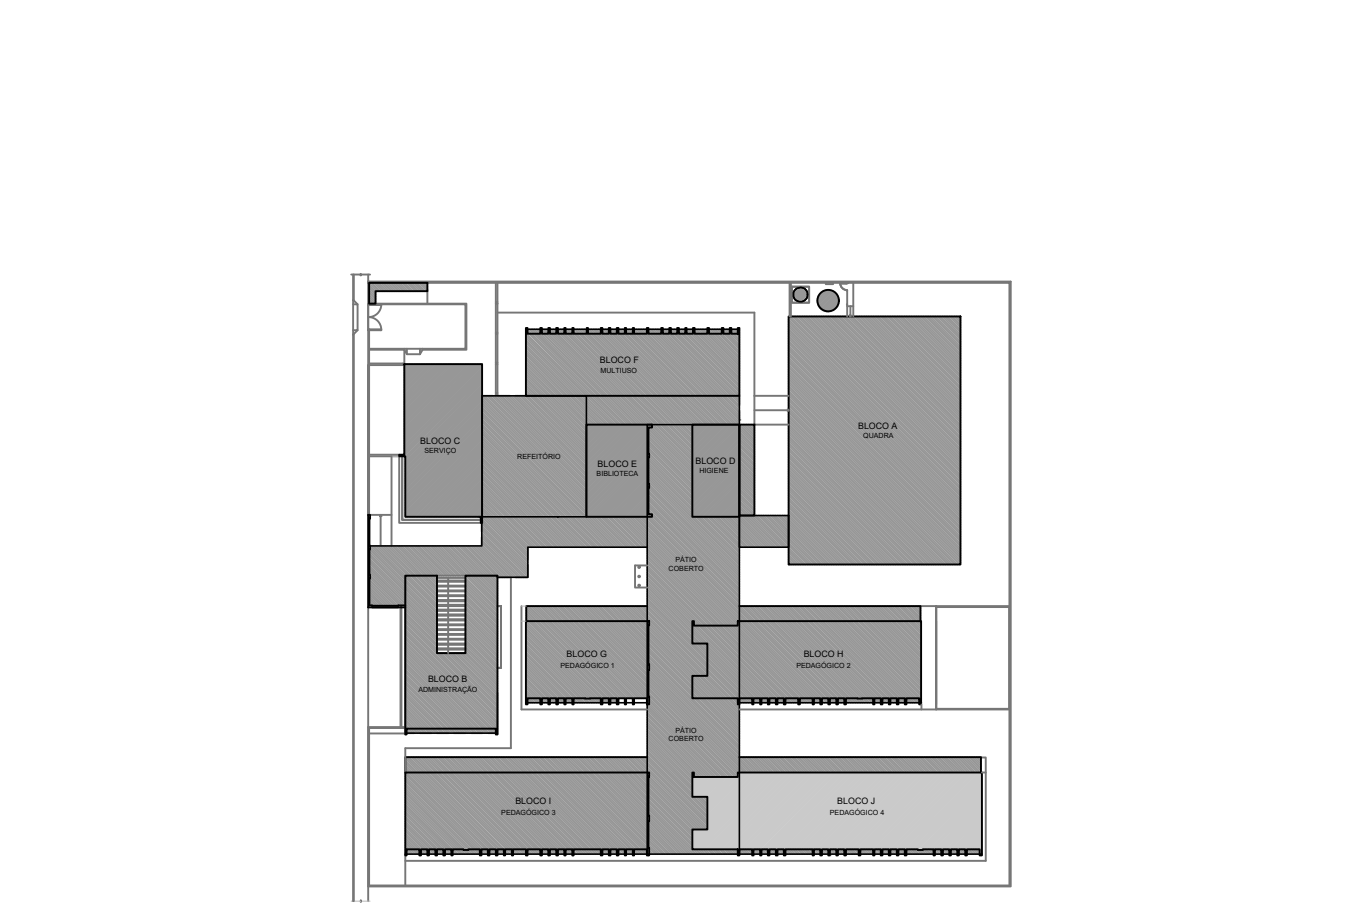 BLOCO F
MULTIUSO
BLOCO A
QUADRA
BLOCO C
SERVIÇO
REFEITÓRIO
BLOCO E
BIBLIOTECA
BLOCO D
HIGIENE
PÁTIO
COBERTO
BLOCO G
PEDAGÓGICO 1
BLOCO H
PEDAGÓGICO 2
BLOCO B
ADMINISTRAÇÃO
PÁTIO
COBERTO
BLOCO I
PEDAGÓGICO 3
BLOCO J
PEDAGÓGICO 4